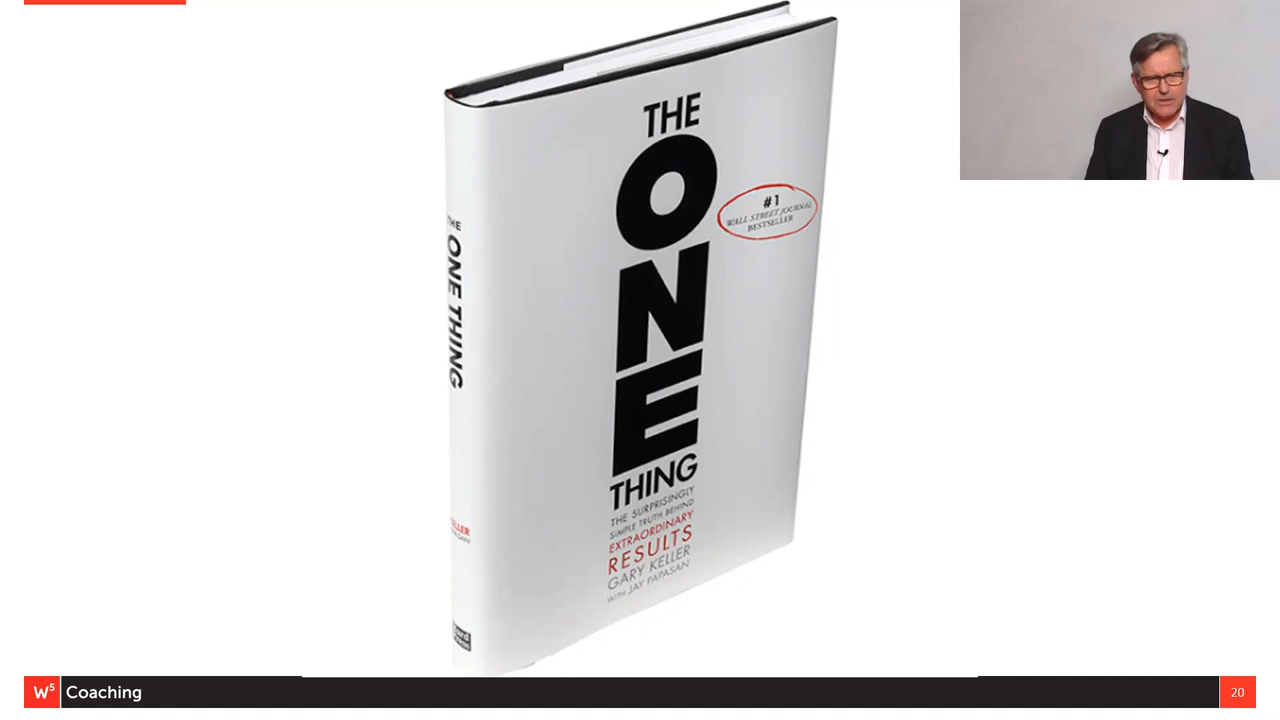 THE
ONE
THING
#1
WALL STREET JOURNAL
BESTSELLER
THE SURPRISINGLY
SIMPLE TRUTH BEHIND
EXTRAORDINARY
RESULTS
GARY KELLER
WITH JAY PAPASAN
THE ONE THING
W5 Coaching
20